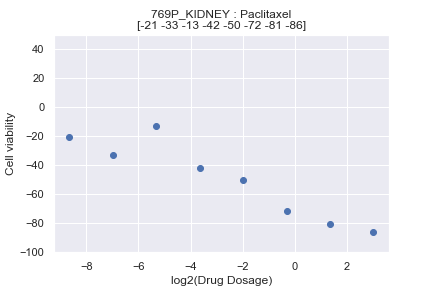 769P_KIDNEY : Paclitaxel
[-21 -33 -13 -42 -50 -72 -81 -86]
40
20
0
−20
−40
−60
−80
−100
Cell viability
−8 −6 −4 −2 0 2
log2(Drug Dosage)